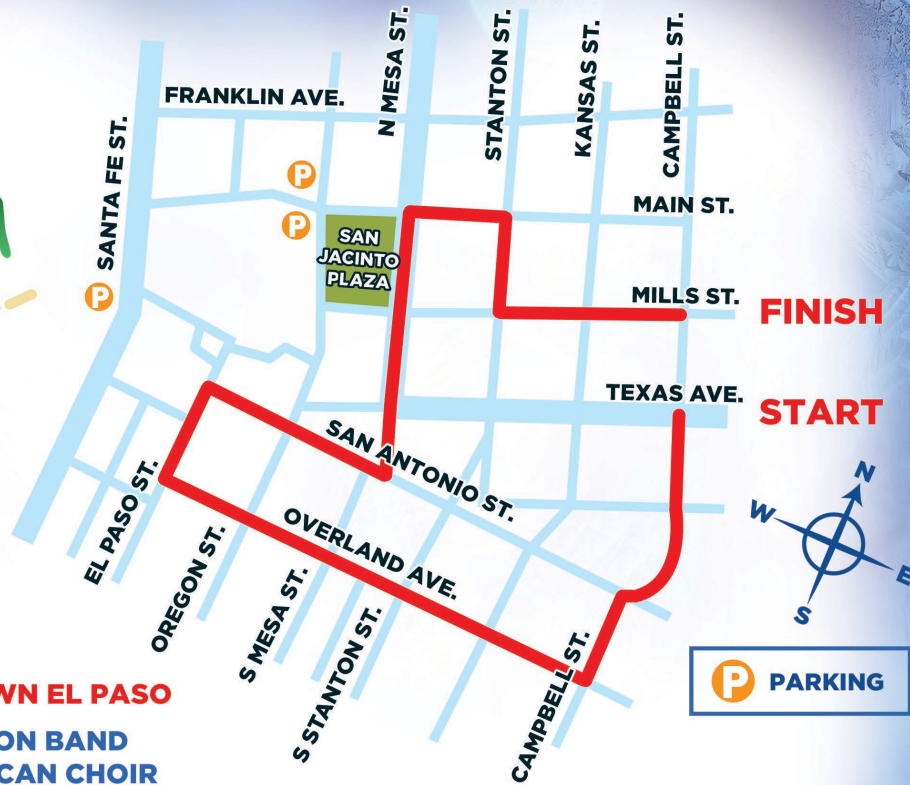 FRANKLIN AVE.
N MESA ST.
STANTON ST.
KANSAS ST.
CAMPBELL ST.
SANTA FE ST.
P
P
P
MAIN ST.
SAN
JACINTO
PLAZA
MILLS ST.
FINISH
TEXAS AVE.
START
SAN ANTONIO ST.
EL PASO ST.
OREGON ST.
OVERLAND AVE.
S MESA ST.
S STANTON ST.
CAMPBELL ST.
N
W
E
S
P PARKING
WN EL PASO
ON BAND
CAN CHOIR